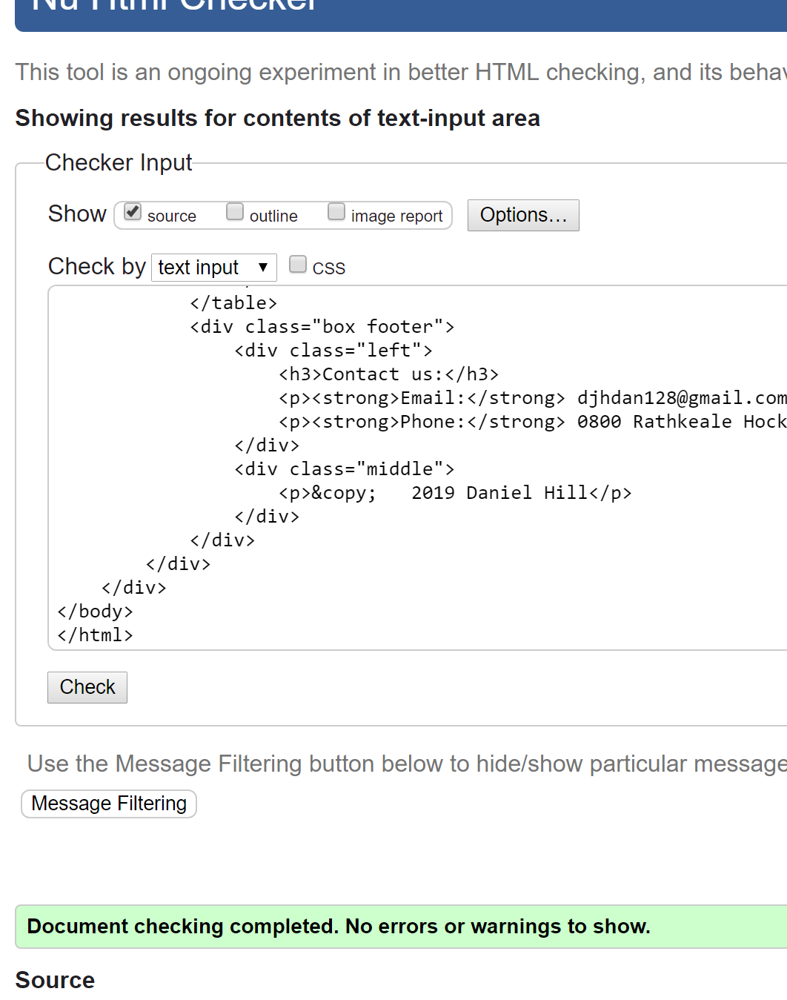 Nu Html Checker
This tool is an ongoing experiment in better HTML checking, and its
Showing results for contents of text-input area
Checker Input
Show source outline image report Options...
Check by text input CSS
</table>
<div class="box footer">
<div class="left">
<h3>Contact us:</h3>
<p><strong>Email:</strong> djhdan128@gmail.com
<p><strong>Phone:</strong> 0800 Rathkeale Hock
</div>
<div class="middle">
<p>&copy;   2019 Daniel Hill</p>
</div>
</div>
</div>
</div>
</body>
</html>
Check
Use the Message Filtering button below to hide/show particular message
Message Filtering
Document checking completed. No errors or warnings to show.
Source